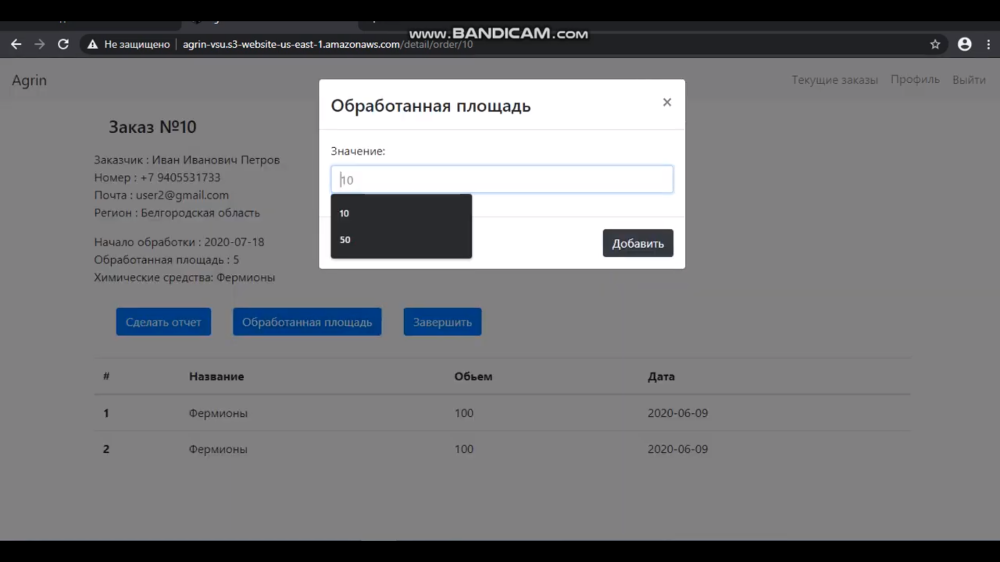 www.BANDICAM.com
Не защищено
agrin-vsu.s3-website-us-east-1.amazonaws.com/detail/order/10
Agrin
Текущие заказы
Профиль
Выйти
Обработанная площадь
×
Значение:
10
10
50
Добавить
Заказ №10
Заказчик : Иван Иванович Петров
Номер : +7 9405531733
Почта : user2@gmail.com
Регион : Белгородская область
Начало обработки : 2020-07-18
Обработанная площадь : 5
Химические средства: Фермионы
Сделать отчет
Обработанная площадь
Завершить
# Название Обьем Дата
1 Фермионы 100 2020-06-09
2 Фермионы 100 2020-06-09